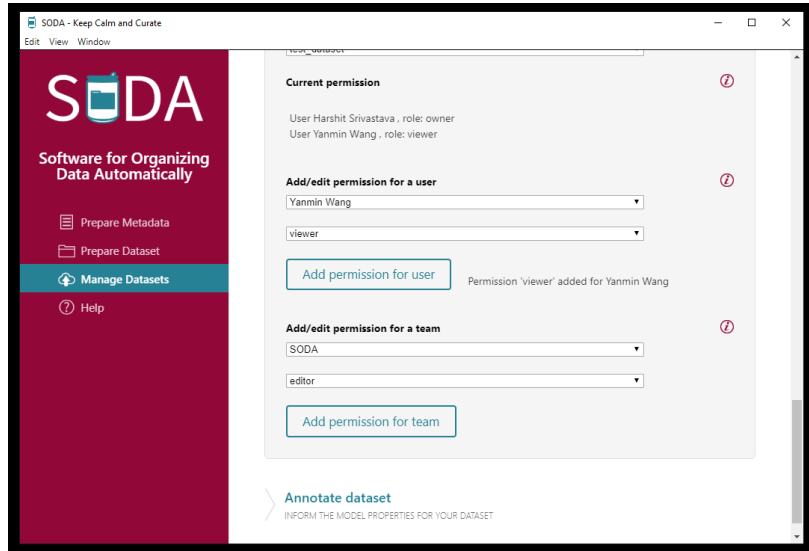 SODA - Keep Calm and Curate
Edit View Window
SODA
Software for Organizing
Data Automatically
Prepare Metadata
Prepare Dataset
Manage Datasets
Help
test_dataset
Current permission
User Harshit Srivastava , role: owner
User Yanmin Wang , role: viewer
Add/edit permission for a user
Yanmin Wang
viewer
Add permission for user
Permission 'viewer' added for Yanmin Wang
Add/edit permission for a team
SODA
editor
Add permission for team
Annotate dataset
INFORM THE MODEL PROPERTIES FOR YOUR DATASET